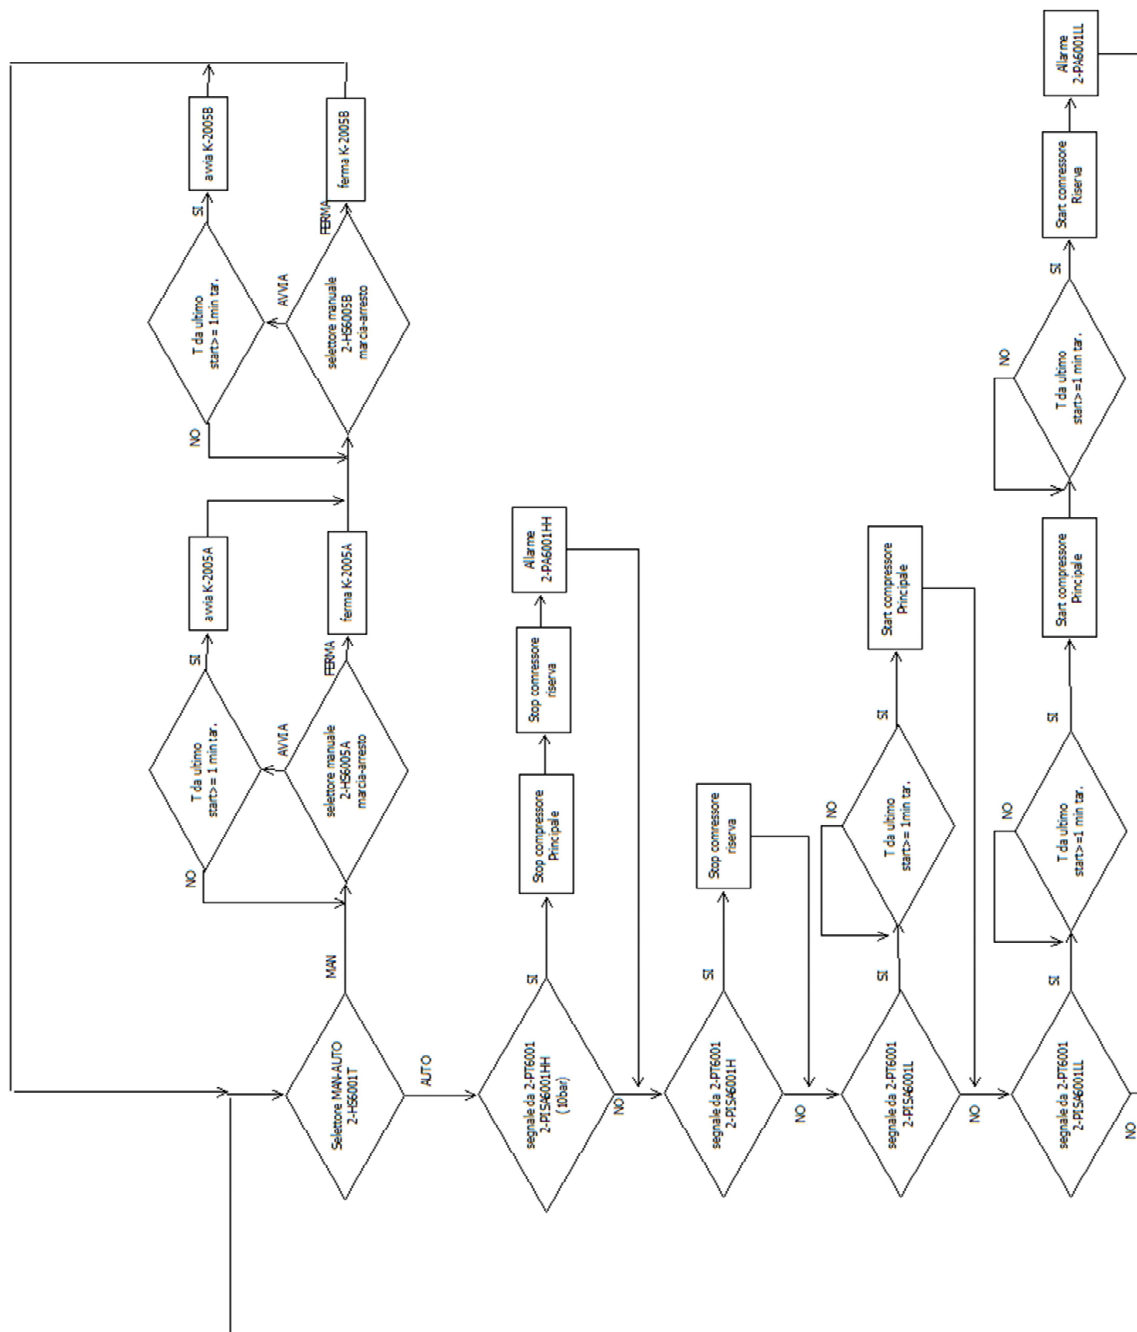 Selettore MAN-AUTO
2-HS6001T
MAN
AUTO
selettore manuale
2-HS6005A
marcia-arresto
AVVIA
FERMA
T da ultimo
start>= 1 min tar.
NO
SI
avvia K-2005A
ferma K-2005A
selettore manuale
2-HS6005B
marcia-arresto
AVVIA
FERMA
T da ultimo
start>= 1min tar.
NO
SI
avvia K-2005B
ferma K-2005B
segnale da 2-PT6001
2-PISA6001HH
(10bar)
SI
NO
Stop compressore
Principale
Stop comressore
riserva
Allarme
2-PA6001HH
segnale da 2-PT6001
2-PISA6001H
SI
NO
Stop comressore
riserva
segnale da 2-PT6001
2-PISA6001L
SI
NO
T da ultimo
start>= 1min tar.
NO
SI
Start compressore
Principale
segnale da 2-PT6001
2-PISA6001LL
SI
NO
T da ultimo
start>=1 min tar.
NO
SI
Start compressore
Principale
T da ultimo
start>=1 min tar.
NO
SI
Start comressore
Riserva
Allarme
2-PA6001LL